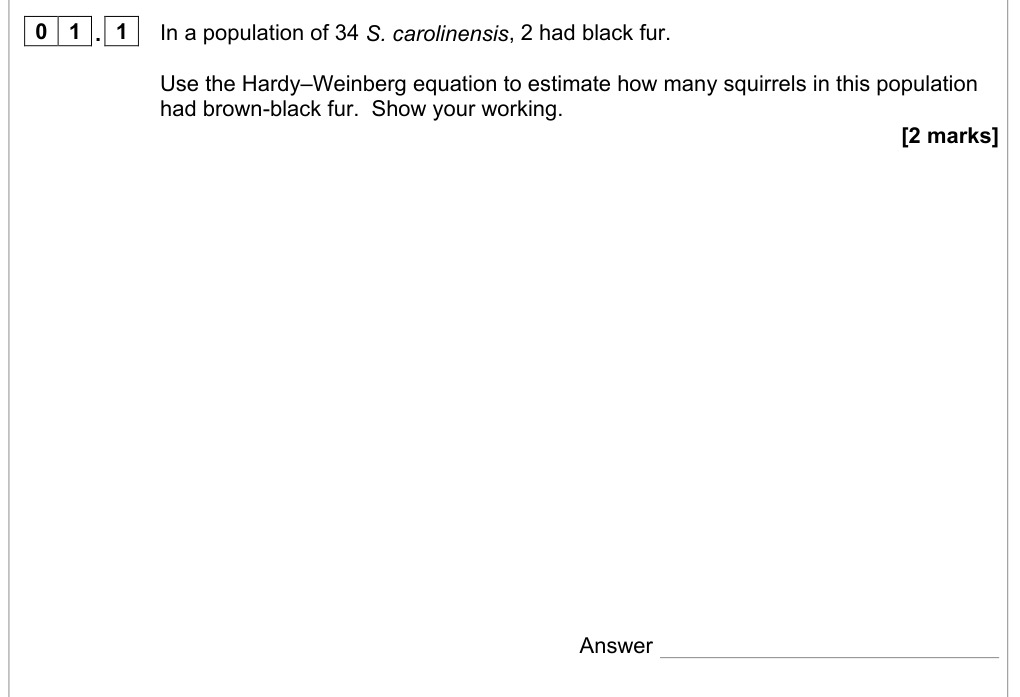 0 1 . 1 In a population of 34 S. carolinensis, 2 had black fur.
Use the Hardy–Weinberg equation to estimate how many squirrels in this population
had brown-black fur. Show your working.
[2 marks]
Answer